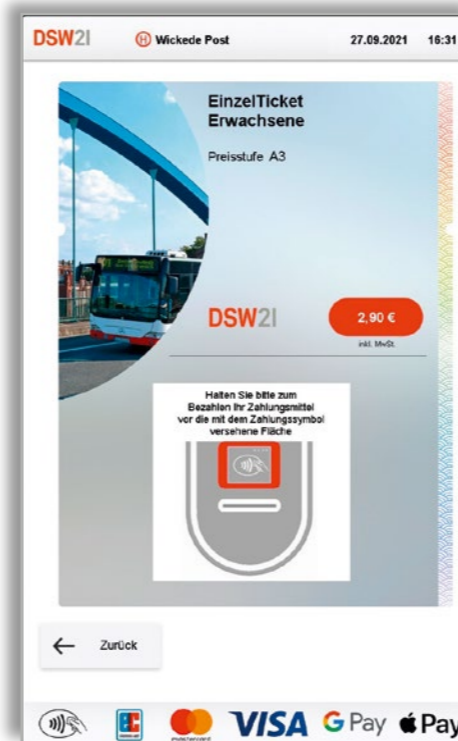 DSW21 H Wickede Post 27.09.2021 16:31
EinzelTicket
Erwachsene
Preisstufe A3
DSW21
2,90 €
inkl. MwSt.
Halten Sie bitte zum
Bezahlen Ihr Zahlungsmittel
vor die mit dem Zahlungssymbol
versehene Fläche
← Zurück
mastercard VISA G Pay Pay